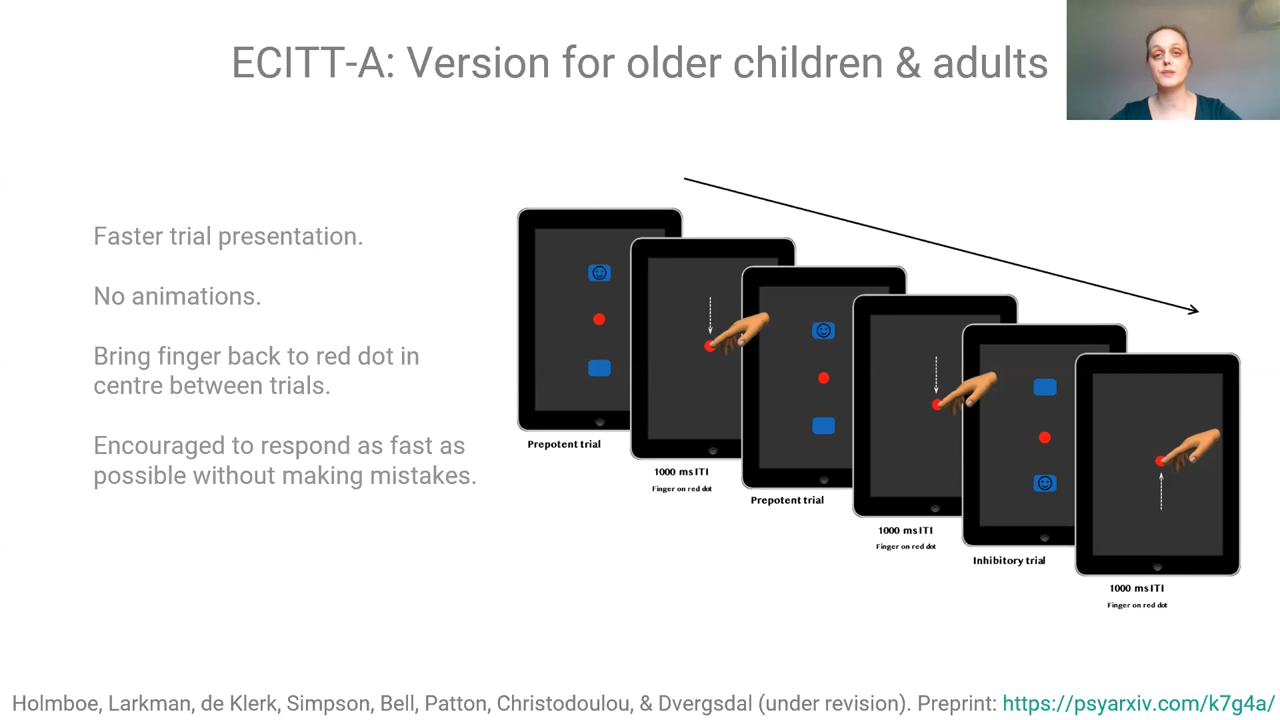 ECITT-A: Version for older children & adults
Faster trial presentation.
No animations.
Bring finger back to red dot in
centre between trials.
Encouraged to respond as fast as
possible without making mistakes.
Prepotent trial
1000 ms ITI
Finger on red dot
Prepotent trial
1000 ms ITI
Finger on red dot
Inhibitory trial
1000 ms ITI
Finger on red dot
Holmboe, Larkman, de Klerk, Simpson, Bell, Patton, Christodoulou, & Dvergsdal (under revision). Preprint: https://psyarxiv.com/k7g4a/